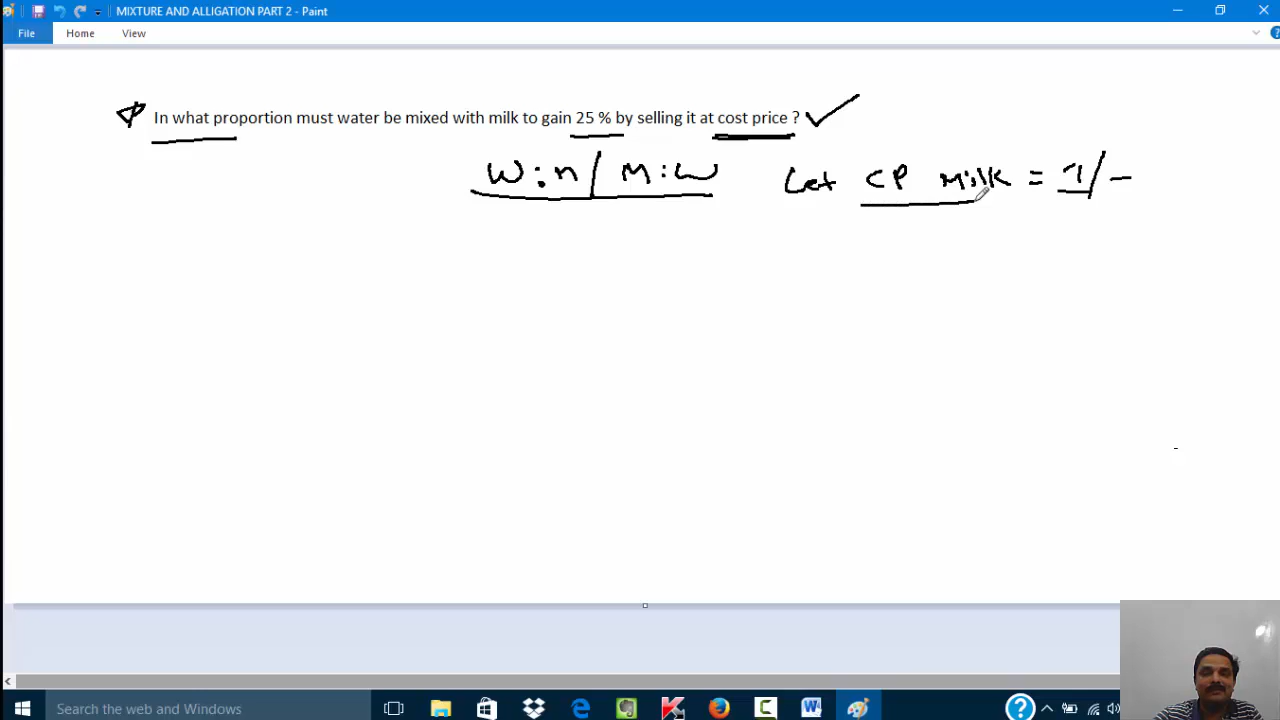 MIXTURE AND ALLIGATION PART 2 - Paint
File Home View
In what proportion must water be mixed with milk to gain 25 % by selling it at cost price ?
W : M / M : W Let CP Milk = 1/-
Search the web and Windows